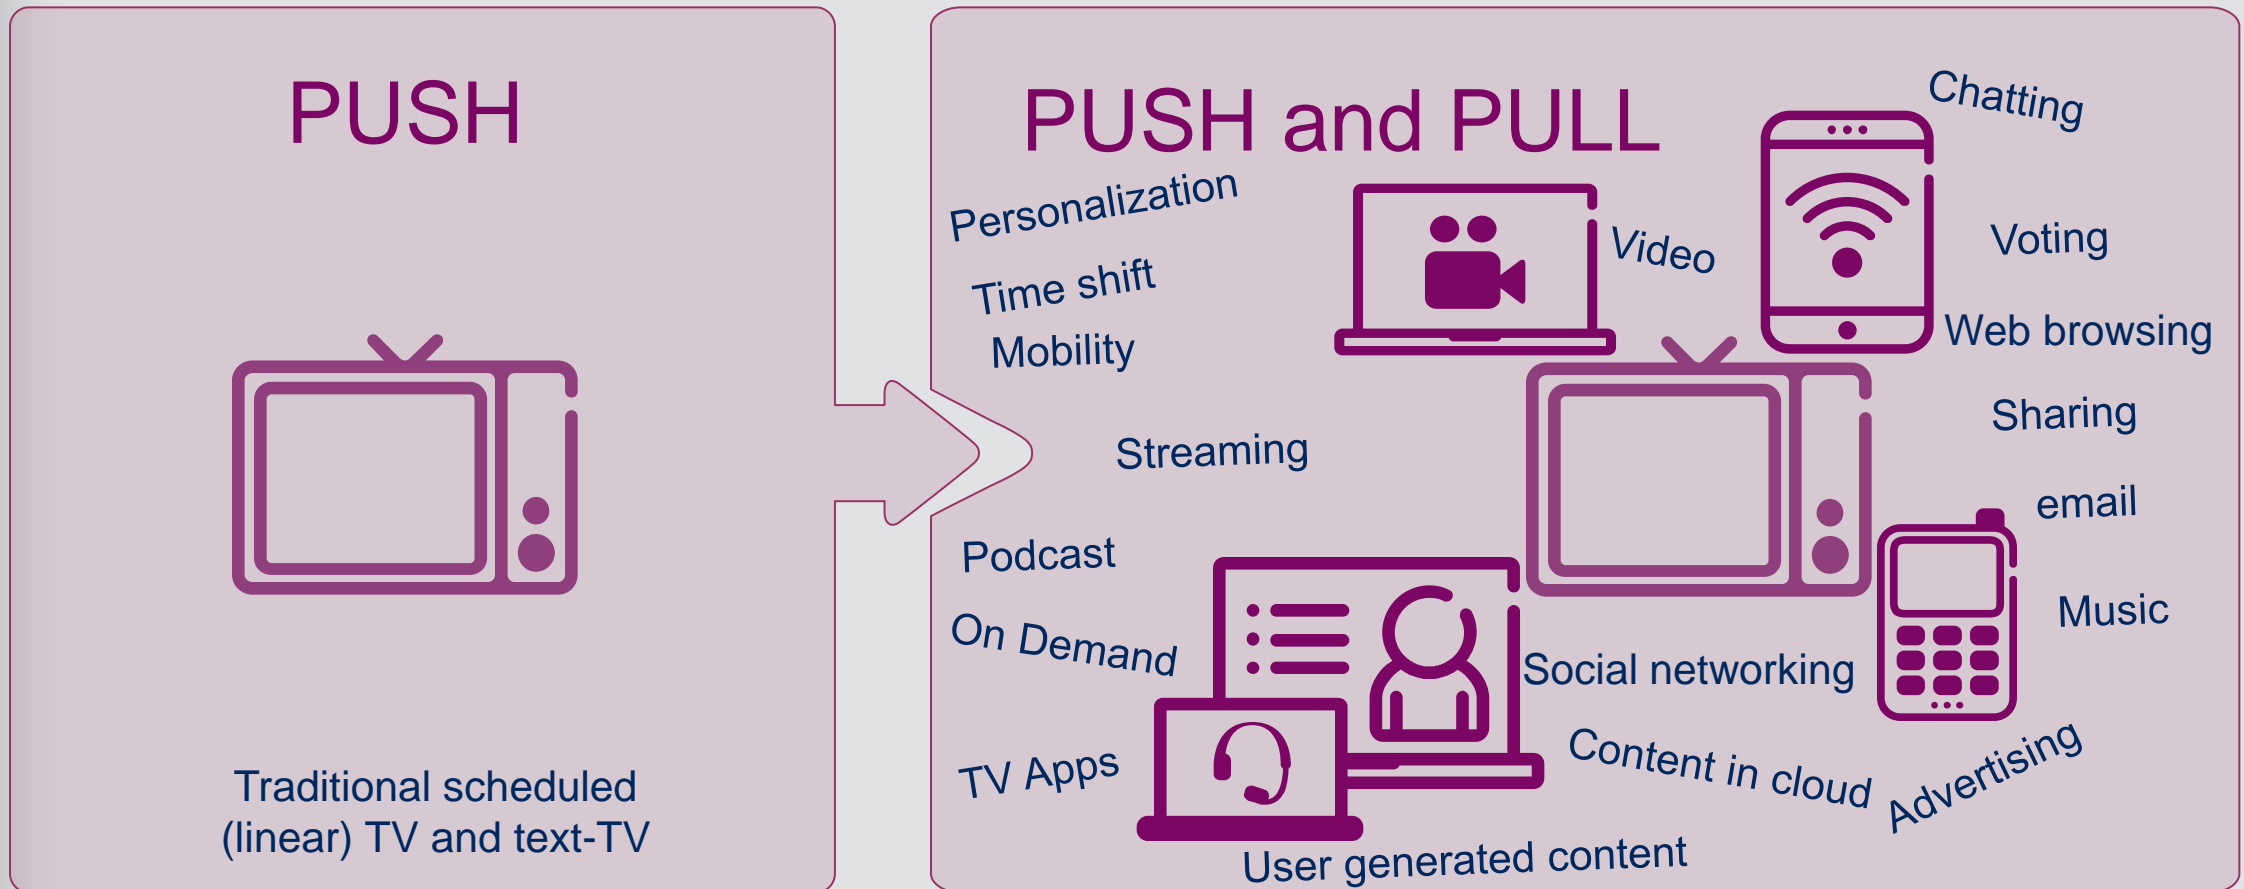 PUSH
Traditional scheduled
(linear) TV and text-TV
PUSH and PULL
Chatting
Personalization
Video
Voting
Time shift
Web browsing
Mobility
Sharing
Streaming
email
Podcast
Music
On Demand
Social networking
TV Apps
Content in cloud
Advertising
User generated content